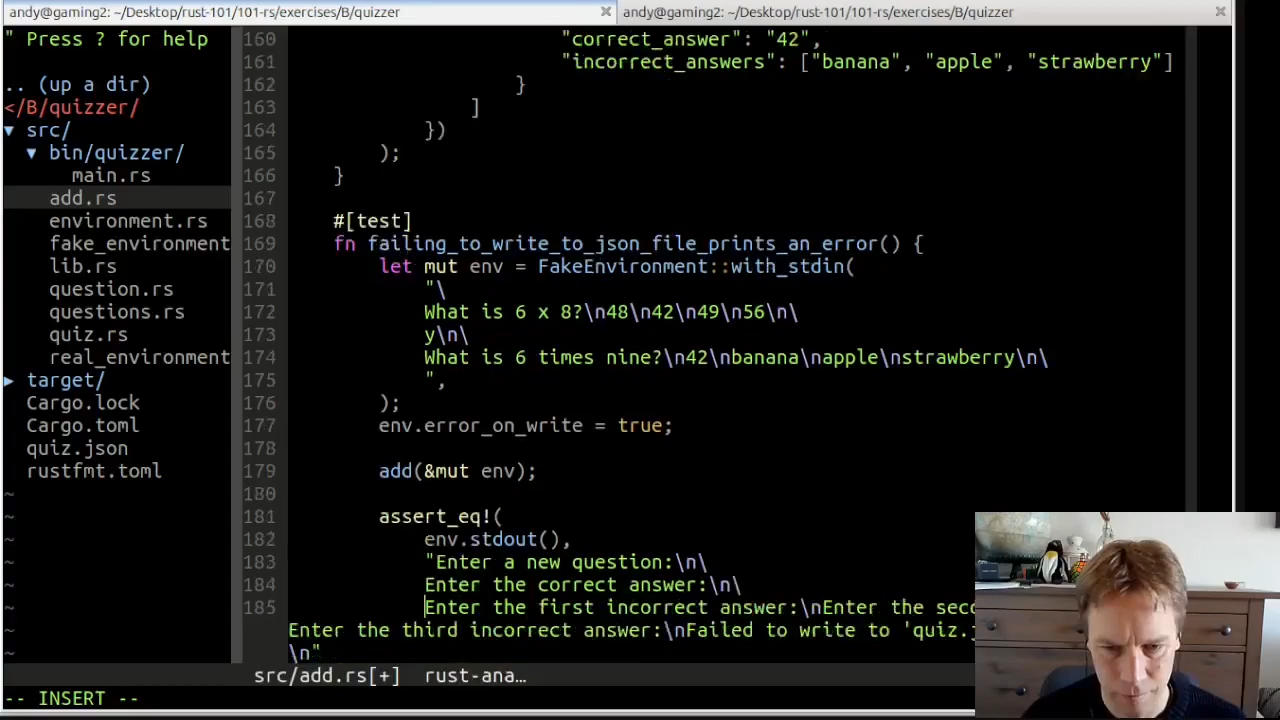 andy@gaming2: ~/Desktop/rust-101/101-rs/exercises/B/quizzer
andy@gaming2: ~/Desktop/rust-101/101-rs/exercises/B/quizzer
" Press ? for help
.. (up a dir)
</B/quizzer/
▼ src/
▼ bin/quizzer/
main.rs
add.rs
environment.rs
fake_environment
lib.rs
question.rs
questions.rs
quiz.rs
real_environment
▶ target/
Cargo.lock
Cargo.toml
quiz.json
rustfmt.toml
~
~
~
~
~
~
~
~
160 "correct_answer": "42",
161 "incorrect_answers": ["banana", "apple", "strawberry"]
162 }
163 ]
164 })
165 );
166 }
167
168 #[test]
169 fn failing_to_write_to_json_file_prints_an_error() {
170 let mut env = FakeEnvironment::with_stdin(
171 "\
172 What is 6 x 8?\n48\n42\n49\n56\n\
173 y\n\
174 What is 6 times nine?\n42\nbanana\napple\nstrawberry\n\
175 ",
176 );
177 env.error_on_write = true;
178
179 add(&mut env);
180
181 assert_eq!(
182 env.stdout(),
183 "Enter a new question:\n\
184 Enter the correct answer:\n\
185 Enter the first incorrect answer:\nEnter the sec
Enter the third incorrect answer:\nFailed to write to 'quiz.
\n"
src/add.rs[+] rust-ana…
-- INSERT --